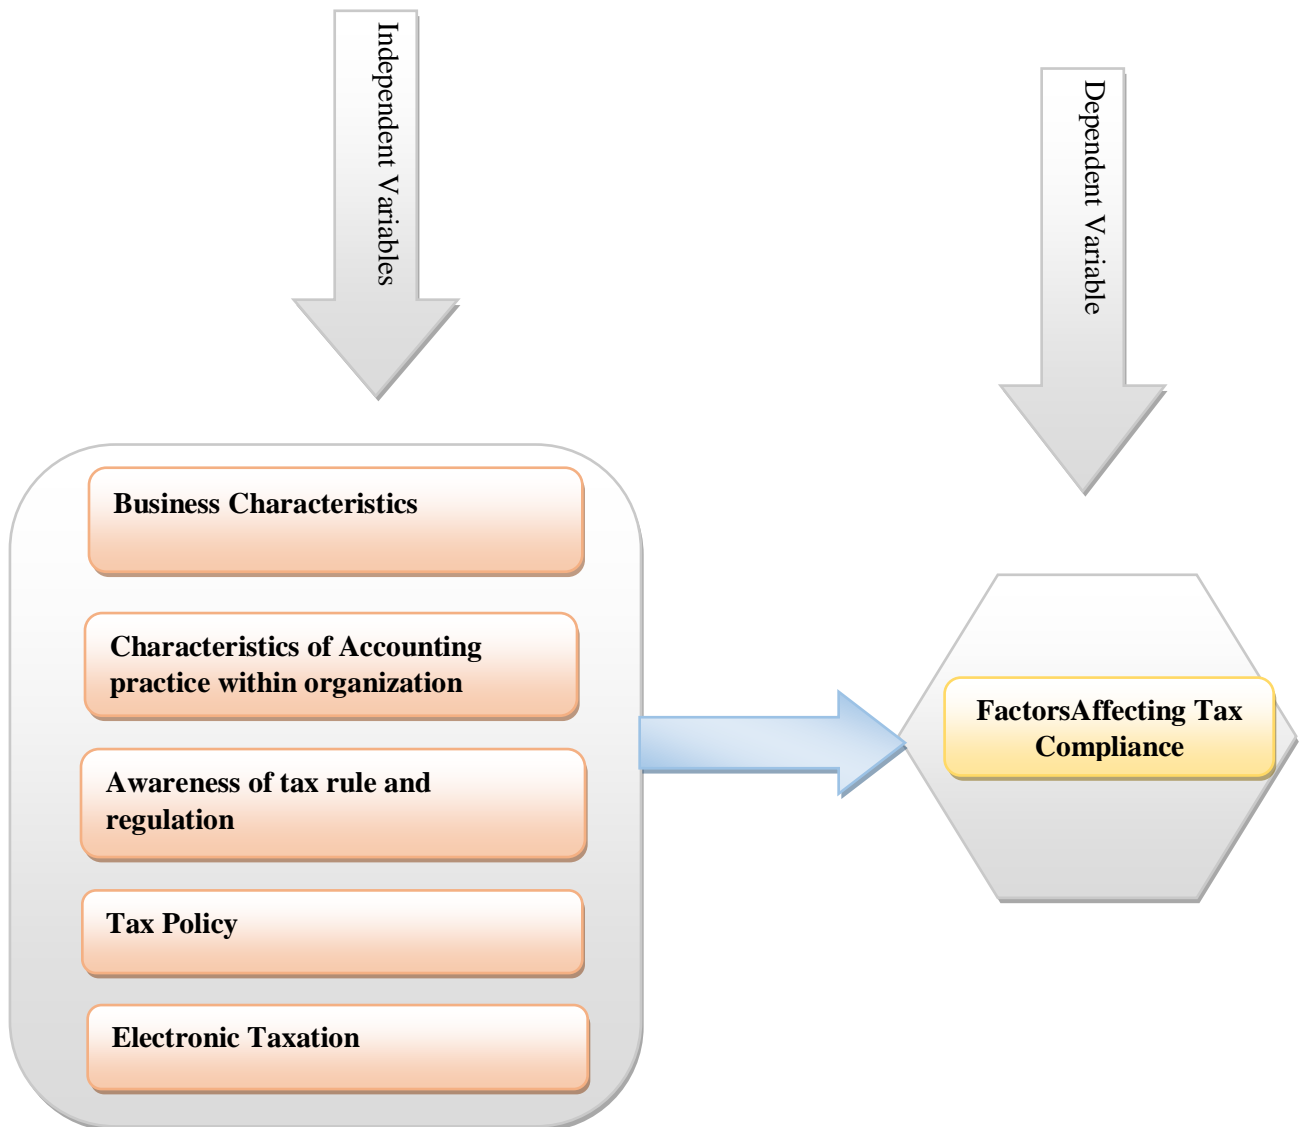 Independent Variables
Dependent Variable
Business Characteristics
Characteristics of Accounting
practice within organization
Awareness of tax rule and
regulation
Tax Policy
Electronic Taxation
FactorsAffecting Tax
Compliance